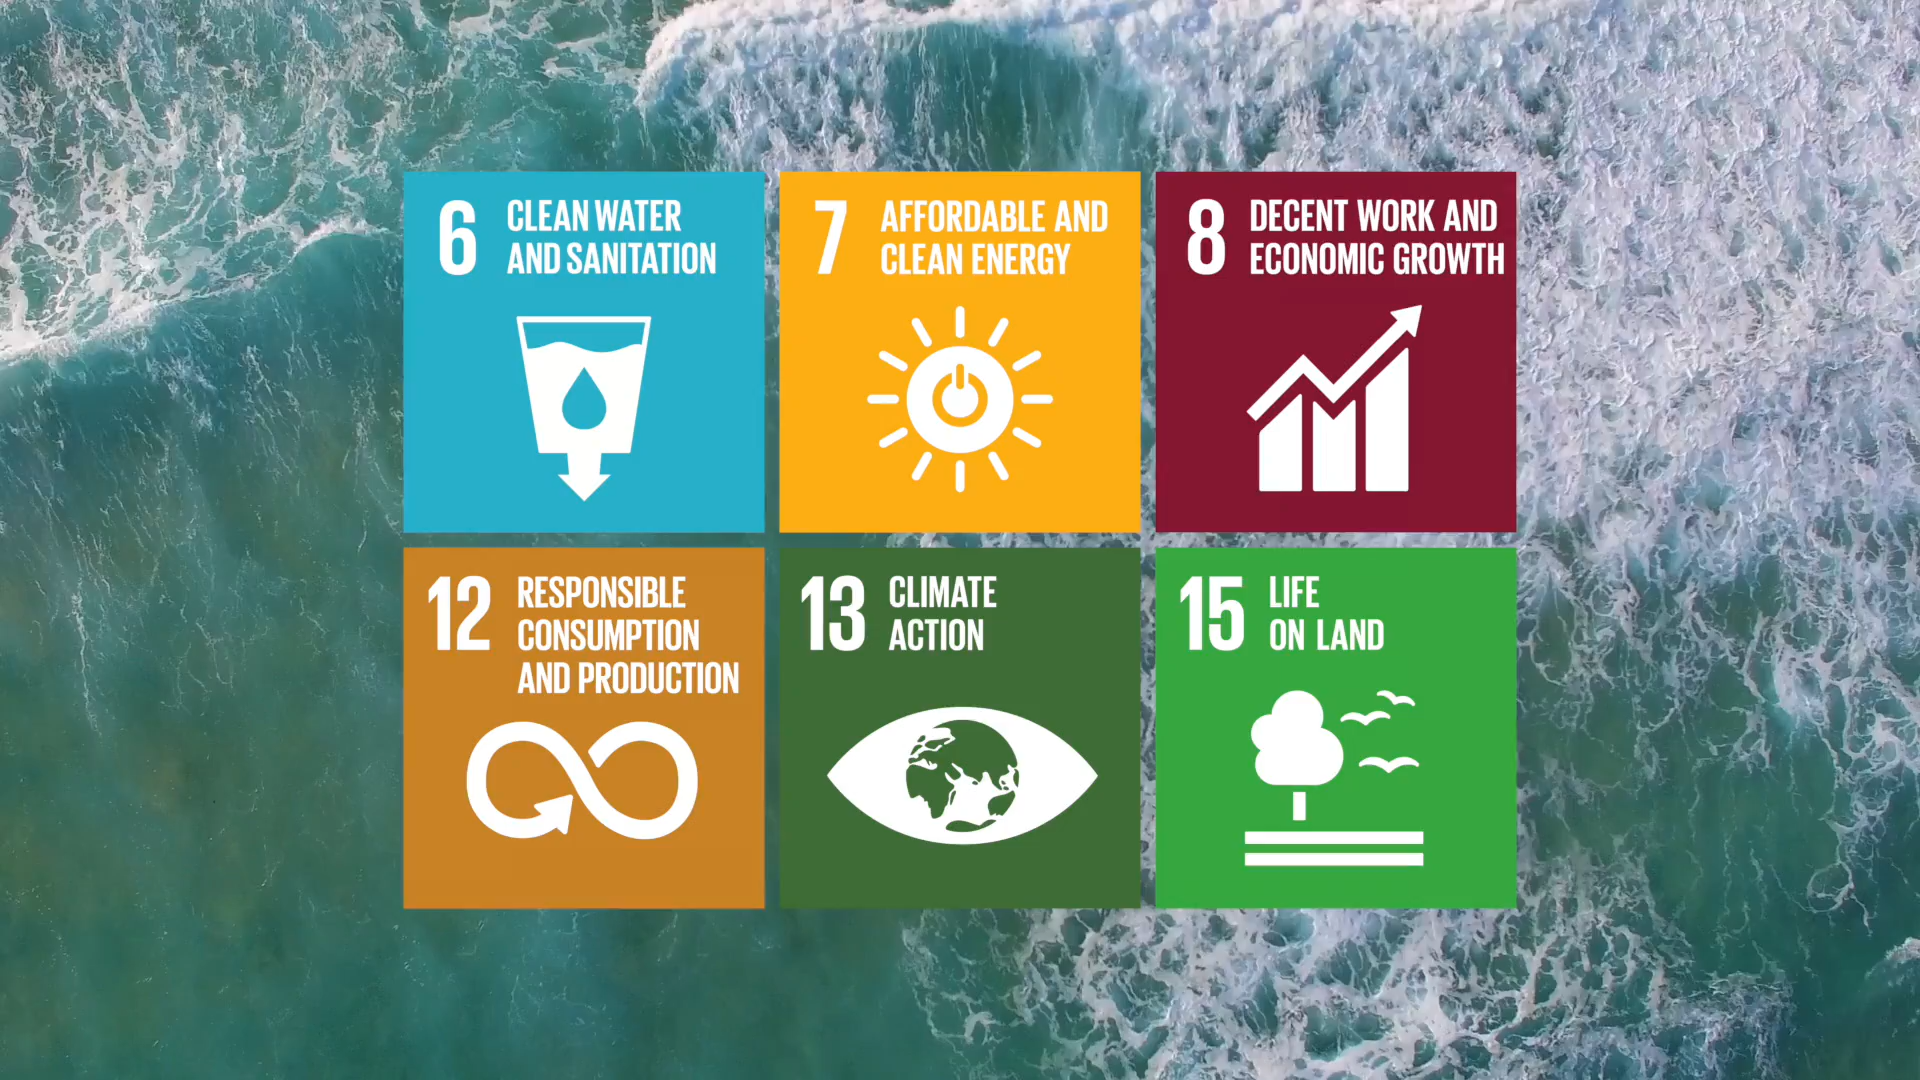 6
CLEAN WATER
AND SANITATION
7
AFFORDABLE AND
CLEAN ENERGY
8
DECENT WORK AND
ECONOMIC GROWTH
12
RESPONSIBLE
CONSUMPTION
AND PRODUCTION
13
CLIMATE
ACTION
15
LIFE
ON LAND